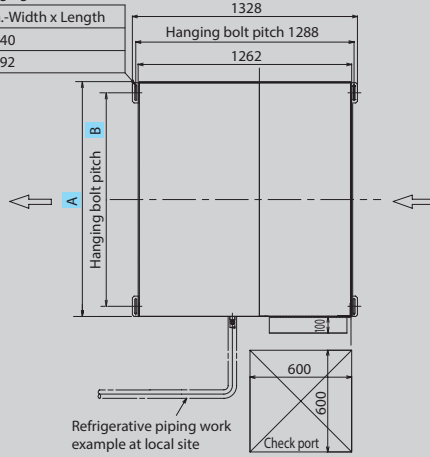 .-Width x Length
40
92
1328
Hanging bolt pitch 1288
1262
B
A
Hanging bolt pitch
100
600
600
Check port
Refrigerative piping work
example at local site